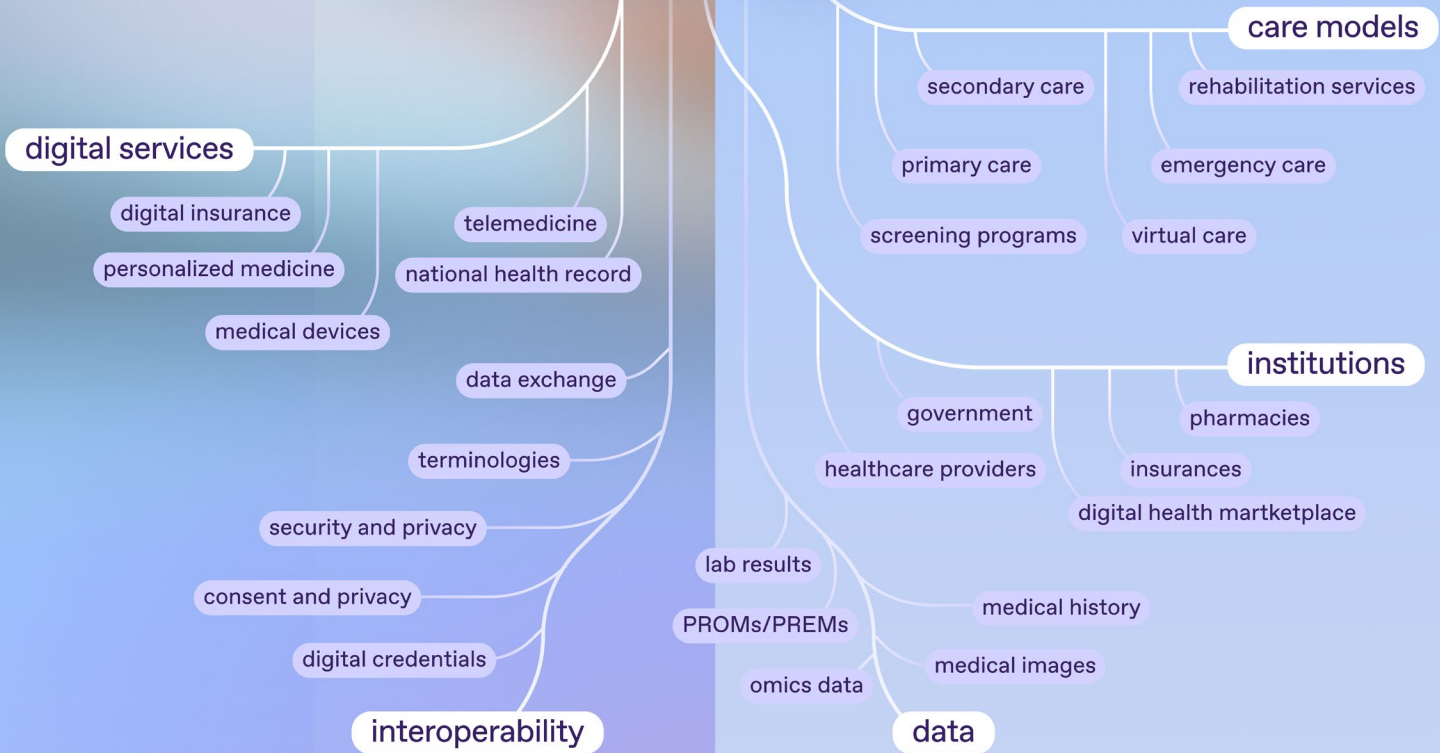 care models
secondary care
rehabilitation services
primary care
emergency care
screening programs
virtual care
digital services
digital insurance
telemedicine
personalized medicine
national health record
medical devices
data exchange
terminologies
security and privacy
consent and privacy
digital credentials
interoperability
institutions
government
pharmacies
healthcare providers
insurances
digital health martketplace
lab results
medical history
PROMs/PREMs
medical images
omics data
data